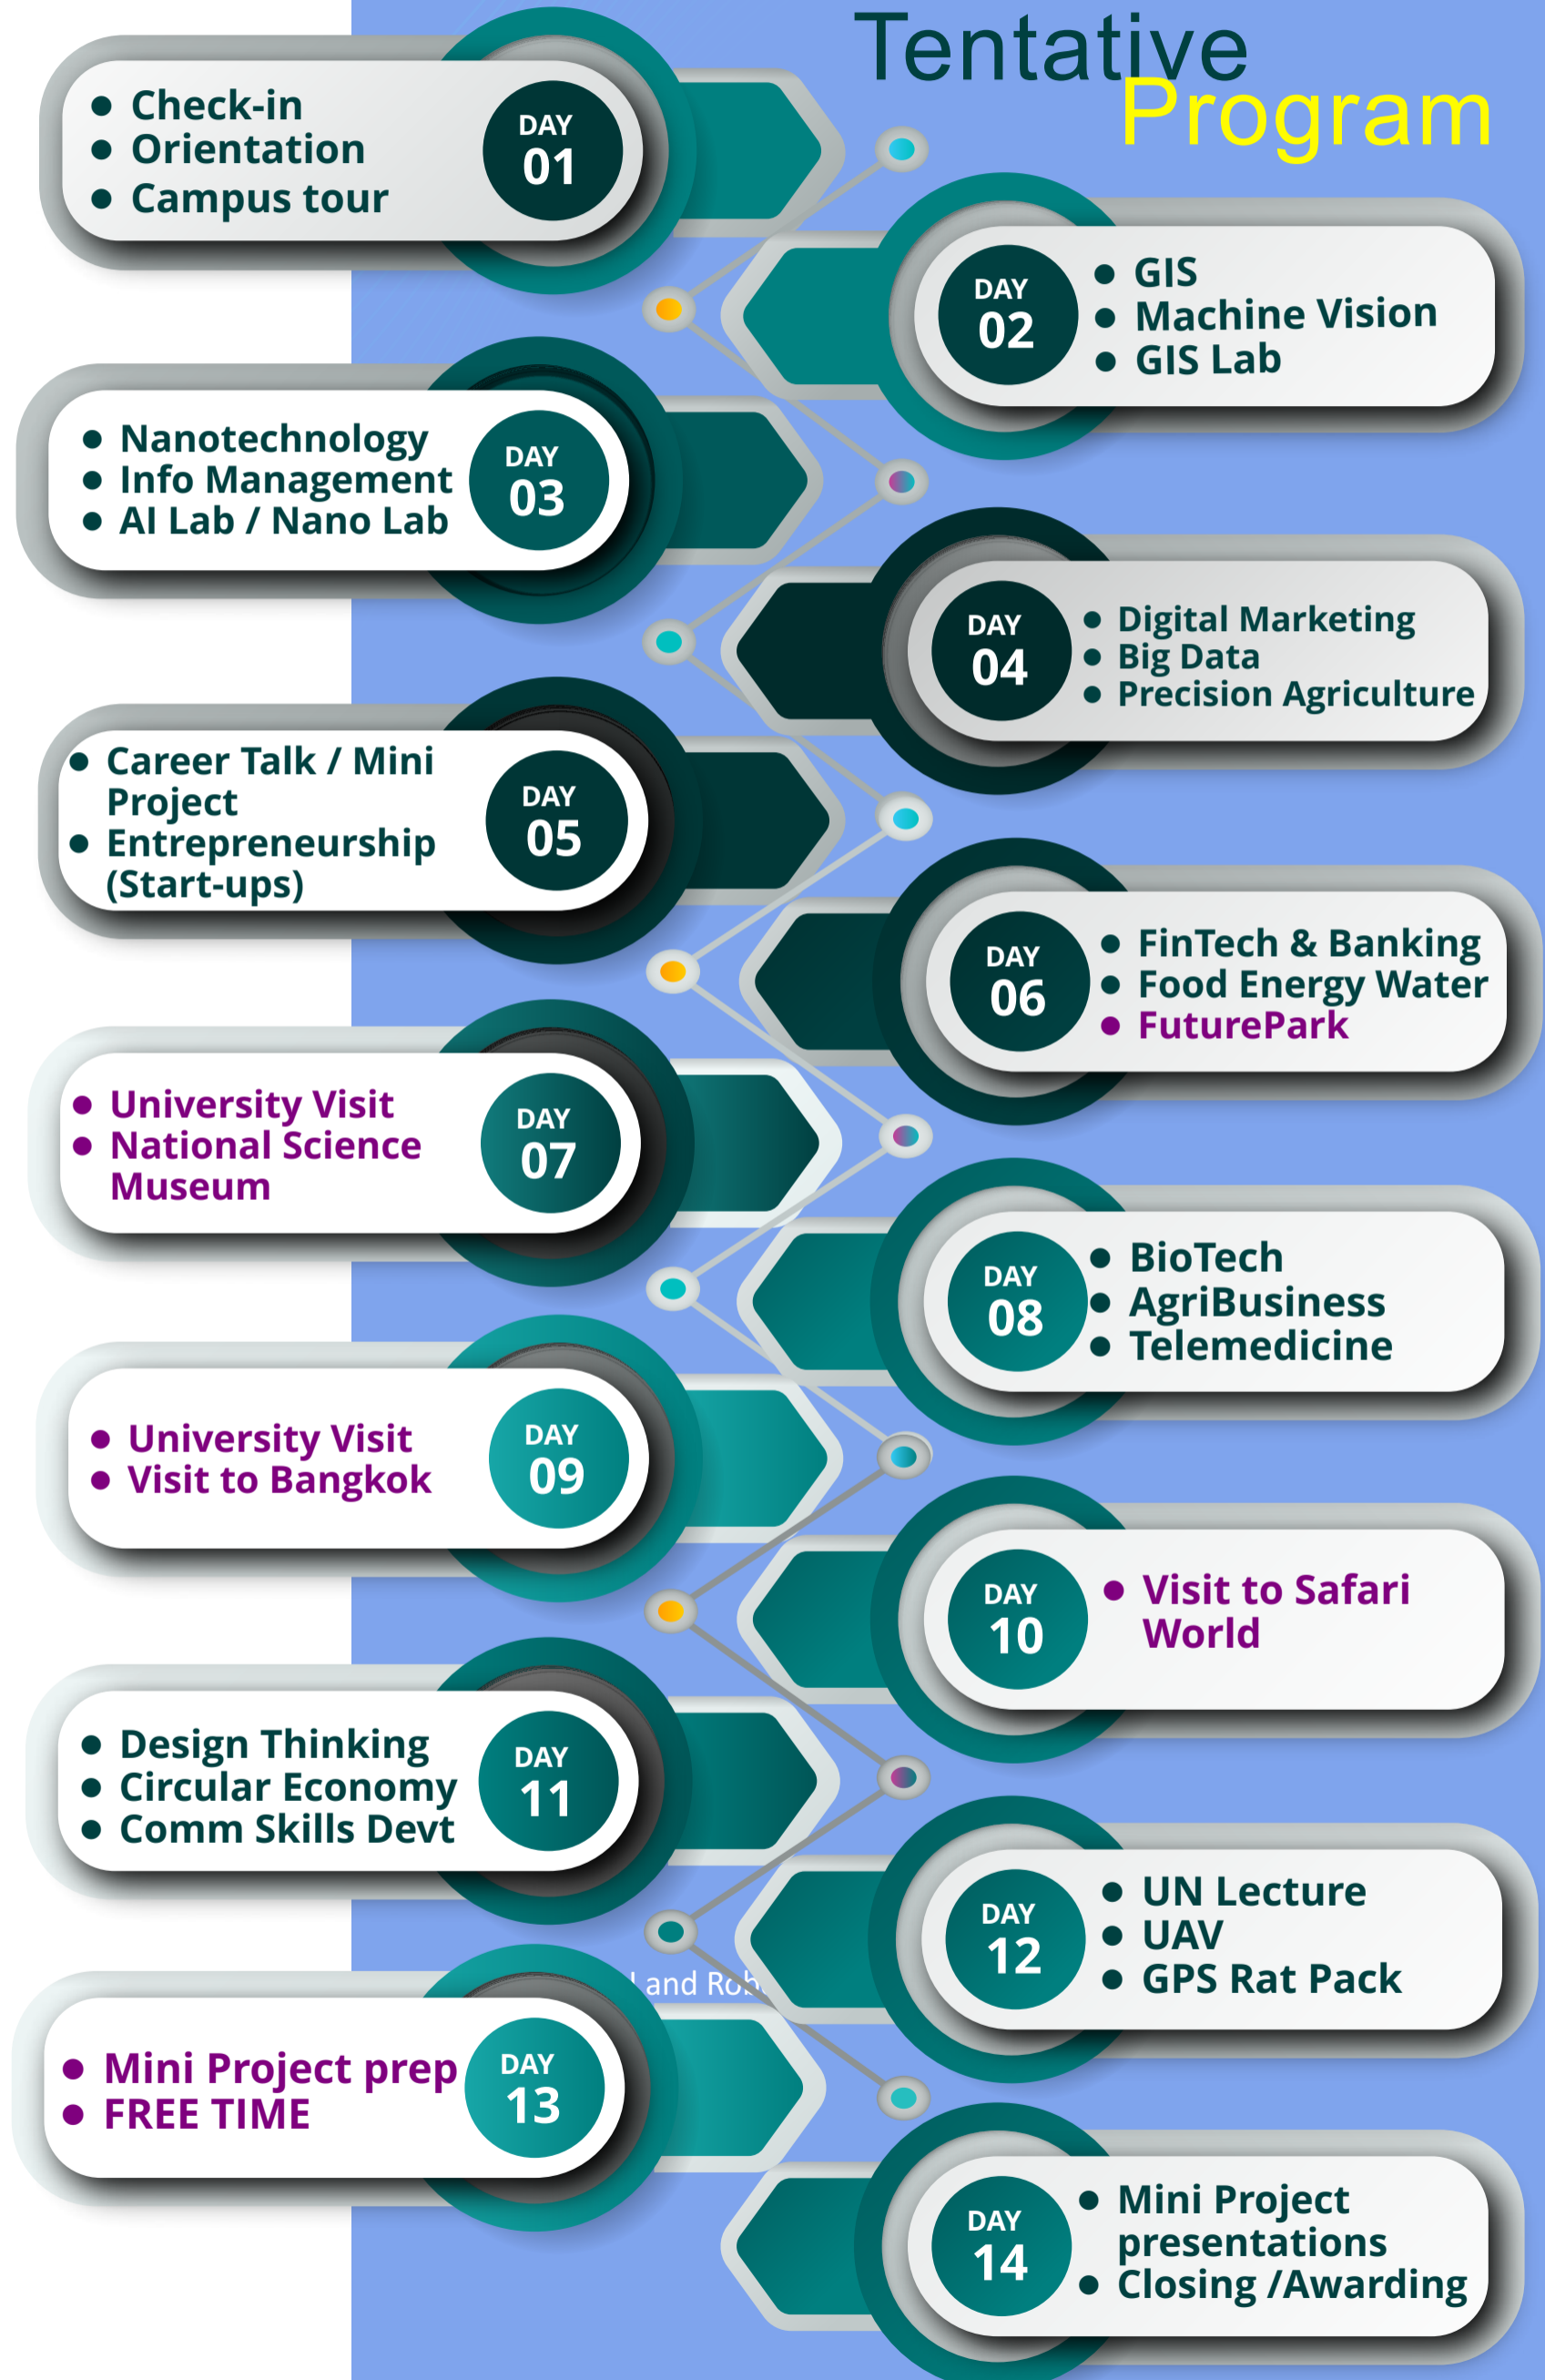 Tentative
Program
Check-in
Orientation
Campus tour
DAY
01
DAY
02
GIS
Machine Vision
GIS Lab
Nanotechnology
Info Management
AI Lab / Nano Lab
DAY
03
DAY
04
Digital Marketing
Big Data
Precision Agriculture
Career Talk / Mini
Project
Entrepreneurship
(Start-ups)
DAY
05
DAY
06
FinTech & Banking
Food Energy Water
FuturePark
University Visit
National Science
Museum
DAY
07
DAY
08
BioTech
AgriBusiness
Telemedicine
University Visit
Visit to Bangkok
DAY
09
DAY
10
Visit to Safari
World
Design Thinking
Circular Economy
Comm Skills Devt
DAY
11
DAY
12
UN Lecture
UAV
GPS Rat Pack
and
Mini Project prep
FREE TIME
DAY
13
DAY
14
Mini Project
presentations
Closing /Awarding